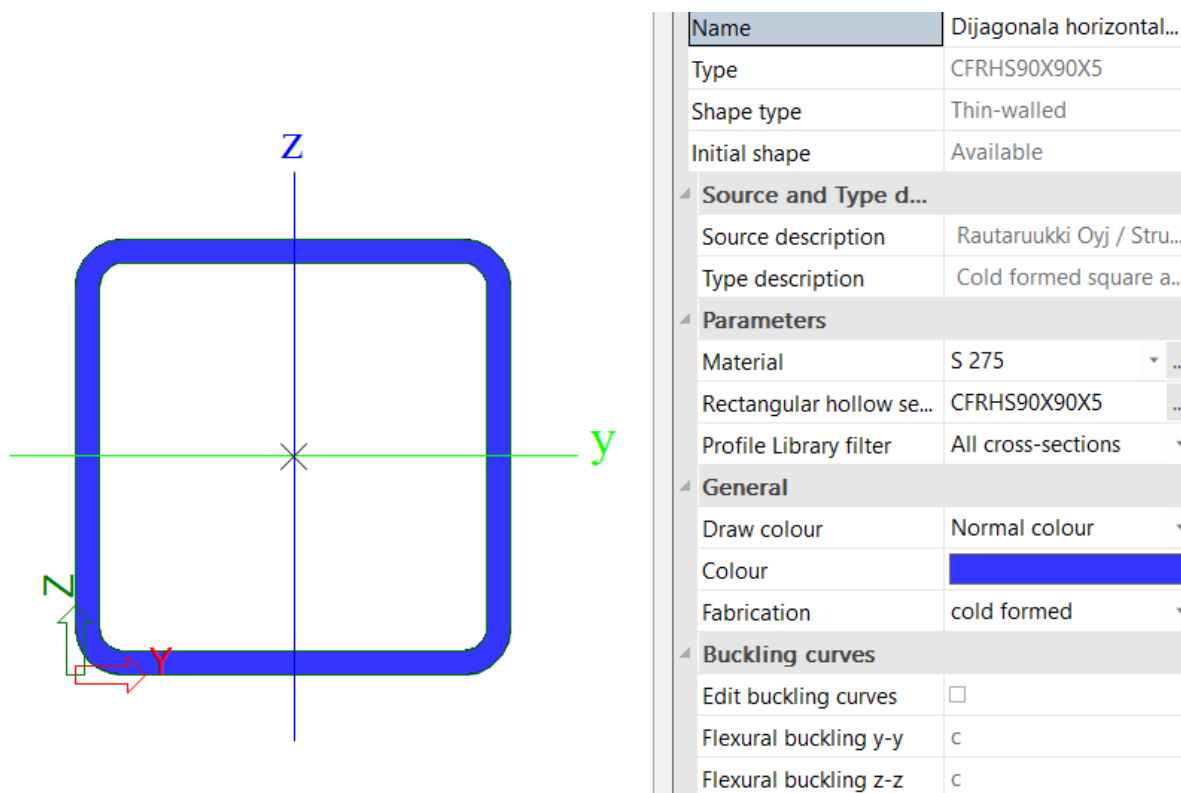 Z
y
Z
Y
Name Dijagonala horizontal...
Type CFRHS90X90X5
Shape type Thin-walled
Initial shape Available
Source and Type d...
Source description Rautaruukki Oyj / Stru...
Type description Cold formed square a...
Parameters
Material S 275 ...
Rectangular hollow se... CFRHS90X90X5 ...
Profile Library filter All cross-sections
General
Draw colour Normal colour
Colour
Fabrication cold formed
Buckling curves
Edit buckling curves
Flexural buckling y-y c
Flexural buckling z-z c